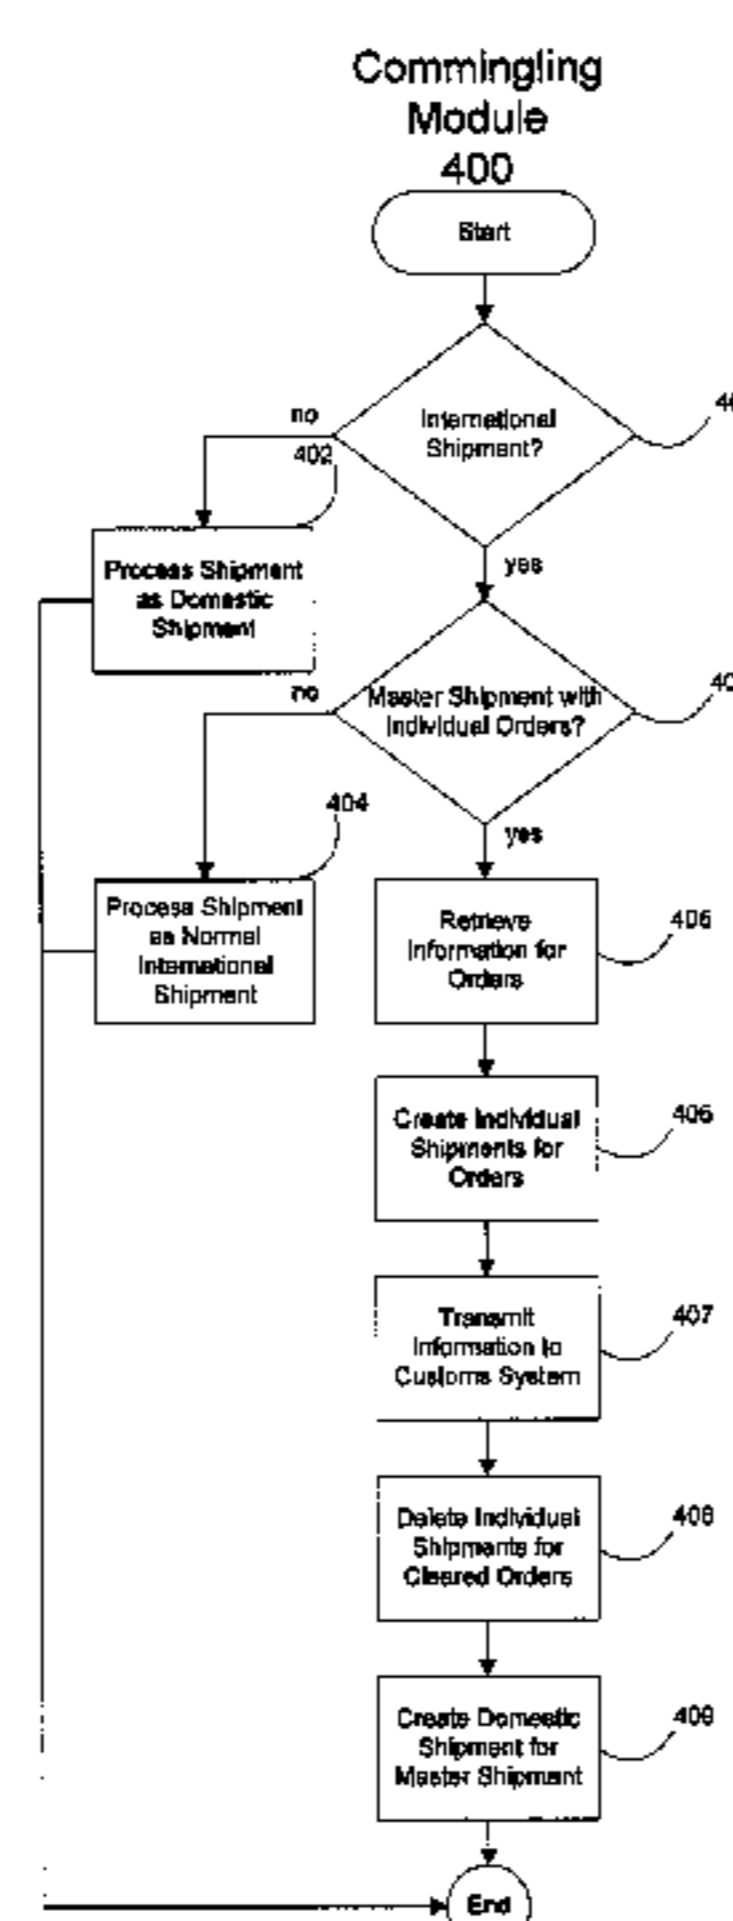 Commingling
Module
400
Start
International
Shipment?
no
402
yes
Process Shipment
as Domestic
Shipment
Master Shipment with
Individual Orders?
no
404
yes
Process Shipment
as Normal
International
Shipment
Retrieve
Information for
Orders
405
Create Individual
Shipments for
Orders
406
Transmit
Information to
Customs System
407
Delete Individual
Shipments for
Cleared Orders
408
Create Domestic
Shipment for
Master Shipment
409
End